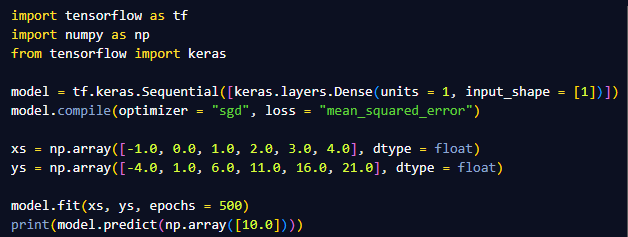 import tensorflow as tf
import numpy as np
from tensorflow import keras
model = tf.keras.Sequential([keras.layers.Dense(units = 1, input_shape = [1])])
model.compile(optimizer = "sgd", loss = "mean_squared_error")
xs = np.array([-1.0, 0.0, 1.0, 2.0, 3.0, 4.0], dtype = float)
ys = np.array([-4.0, 1.0, 6.0, 11.0, 16.0, 21.0], dtype = float)
model.fit(xs, ys, epochs = 500)
print(model.predict(np.array([10.0])))